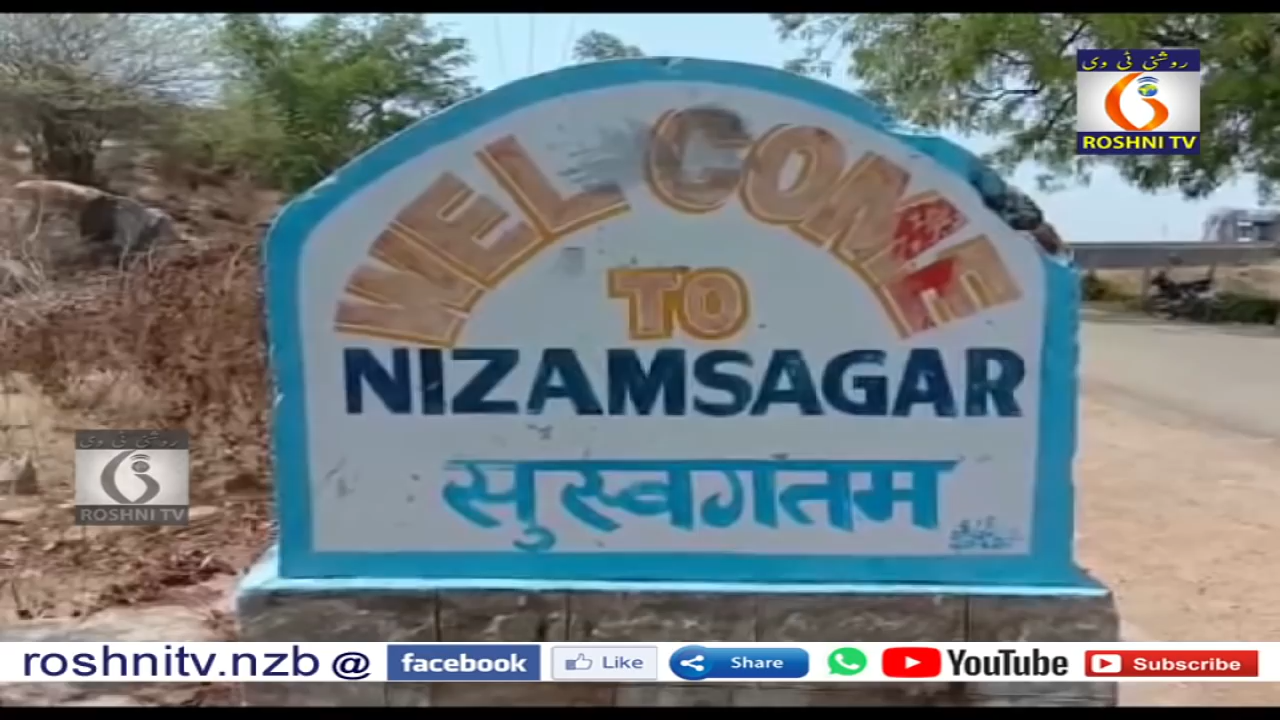 روشنی ٹی وی
ROSHNI TV
WELCOME
TO
NIZAMSAGAR
सुस्वगतम
روشنی ٹی وی
ROSHNI TV
roshnitv.nzb @ facebook Like Share YouTube Subscribe